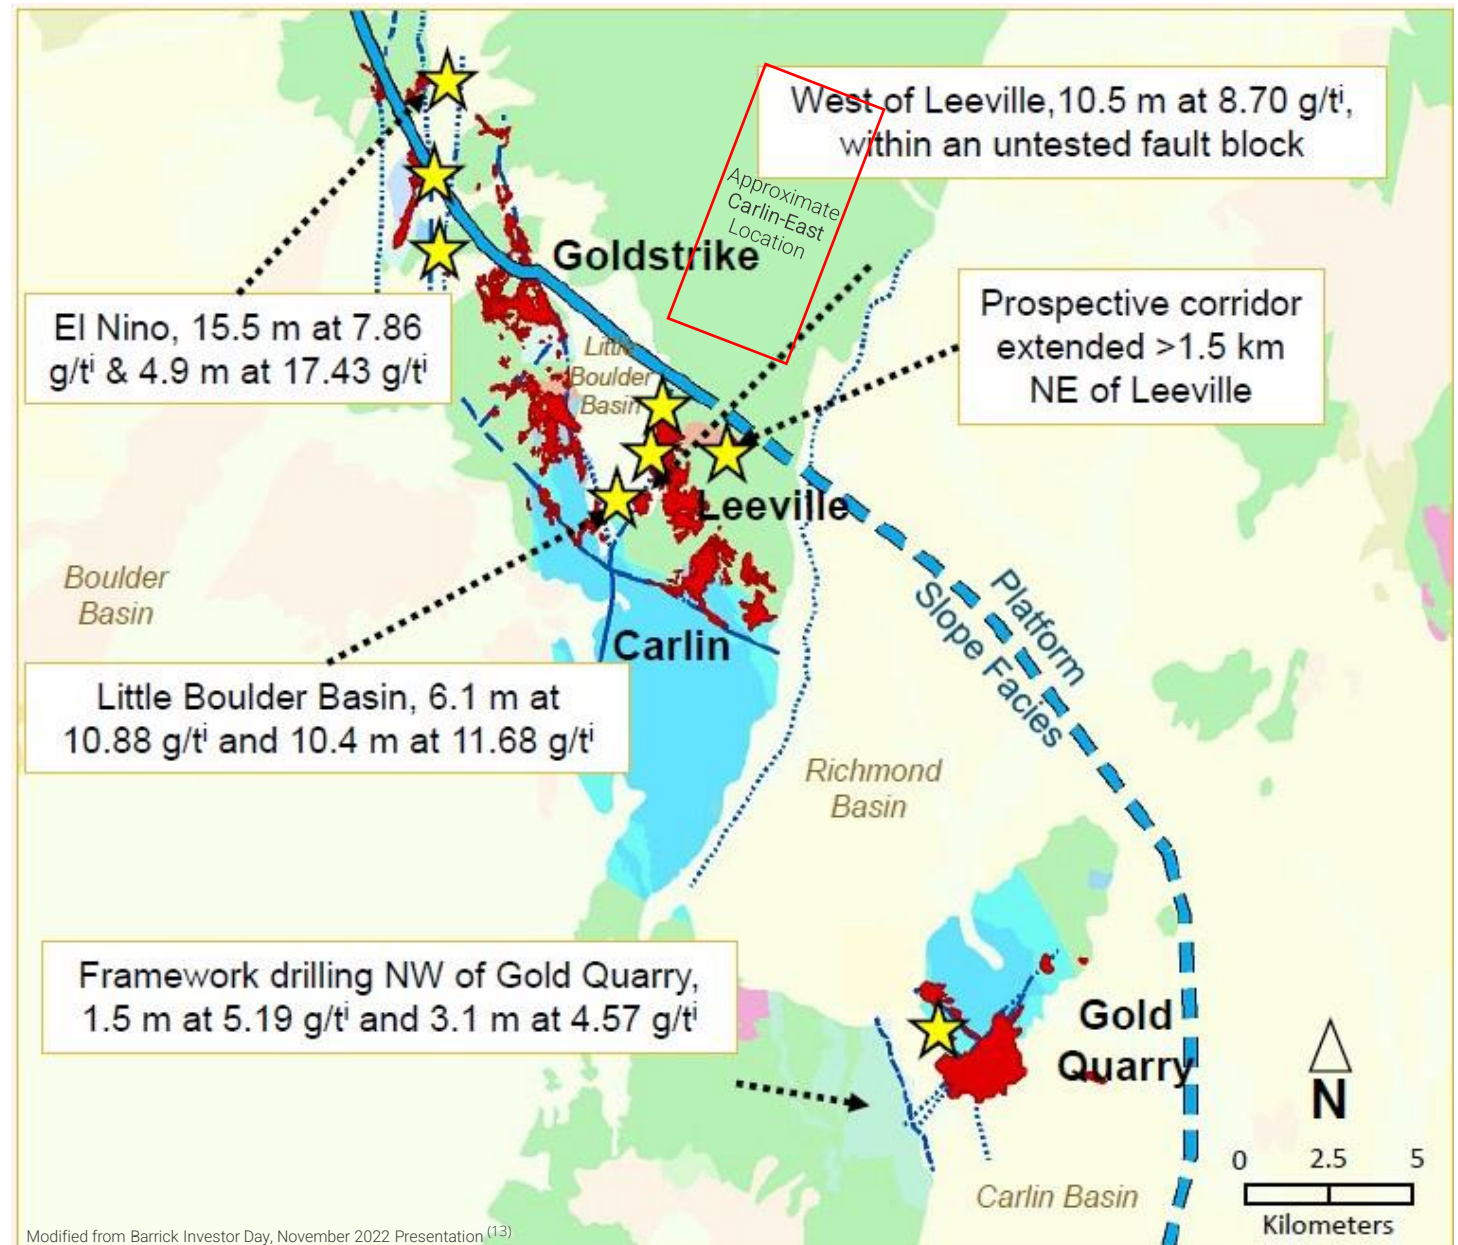 West of Leeville,10.5 m at 8.70 g/tⁱ,
within an untested fault block
Approximate
Carlin-East
Location
Goldstrike
El Nino, 15.5 m at 7.86
g/tⁱ & 4.9 m at 17.43 g/tⁱ
Prospective corridor
extended >1.5 km
NE of Leeville
Little
Boulder
Basin
Leeville
Boulder
Basin
Platform
Slope Facies
Carlin
Little Boulder Basin, 6.1 m at
10.88 g/tⁱ and 10.4 m at 11.68 g/tⁱ
Richmond
Basin
Framework drilling NW of Gold Quarry,
1.5 m at 5.19 g/tⁱ and 3.1 m at 4.57 g/tⁱ
Gold
Quarry
N
0 2.5 5
Kilometers
Carlin Basin
Modified from Barrick Investor Day, November 2022 Presentation (13)